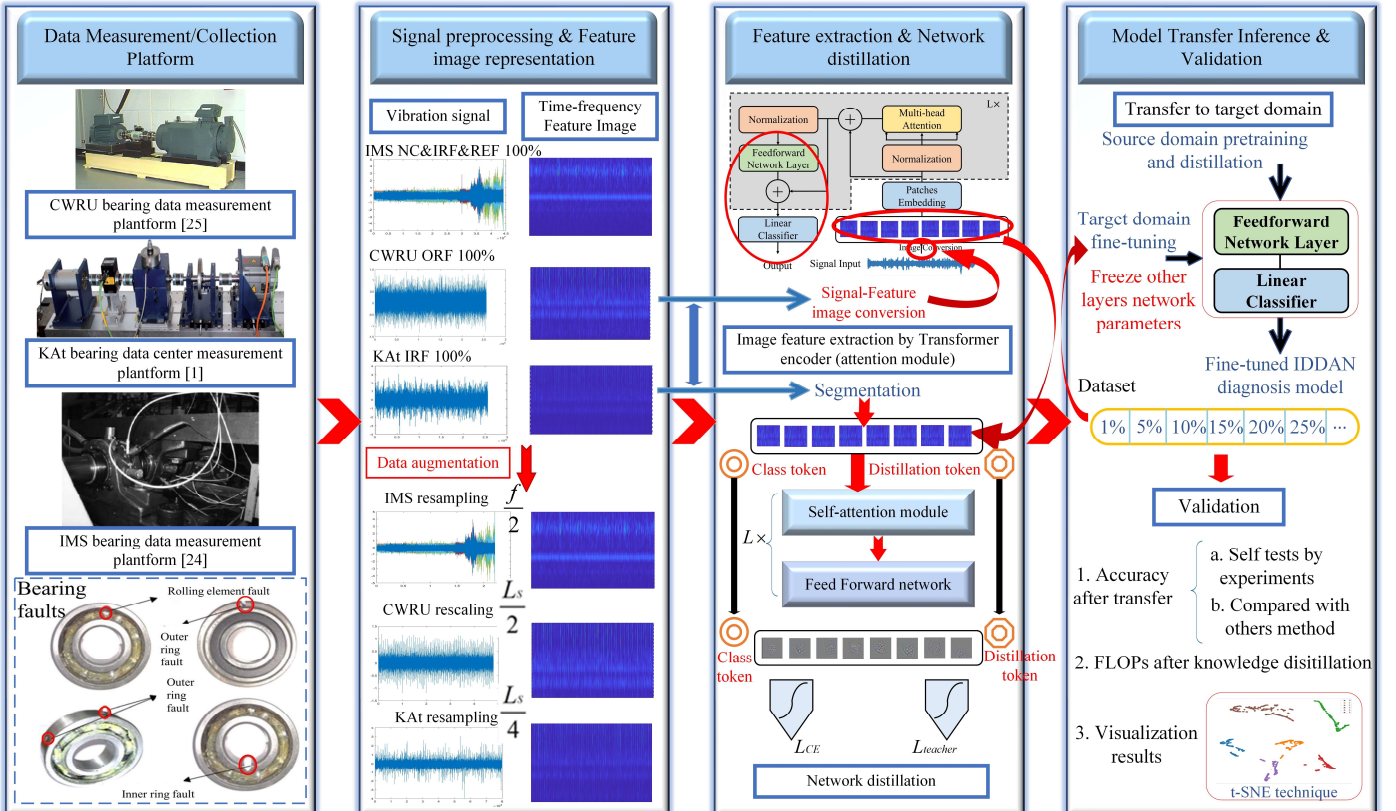 Data Measurement/Collection
Platform
CWRU bearing data measurement
plantform [25]
KAt bearing data center measurement
plantform [1]
IMS bearing data measurement
plantform [24]
Bearing
faults
Rolling element fault
Outer
ring
fault
Outer
ring
fault
Inner ring fault
Signal preprocessing & Feature
image representation
Vibration signal
Time-frequency
Feature Image
IMS NC&IRF&REF 100%
CWRU ORF 100%
KAt IRF 100%
Data augmentation
IMS resampling
f
2
CWRU rescaling
Ls
2
KAt resampling
Ls
4
Feature extraction & Network
distillation
L×
Normalization
Multi-head
Attention
Feedforward
Network Layer
Normalization
Patches
Embedding
Linear
Classifier
Image Conversion
Output
Signal Input
Signal-Feature
image conversion
Image feature extraction by Transformer
encoder (attention module)
Segmentation
Class token
Distillation token
Self-attention module
L×
Feed Forward network
Class
token
Distillation
token
LCE
Lteacher
Network distillation
Model Transfer Inference &
Validation
Transfer to target domain
Source domain pretraining
and distillation
Target domain
fine-tuning
Freeze other
layers network
parameters
Feedforward
Network Layer
Linear
Classifier
Fine-tuned IDDAN
diagnosis model
Dataset
1% 5% 10% 15% 20% 25% ...
Validation
1. Accuracy
after transfer
a. Self tests by
experiments
b. Compared with
others method
2. FLOPs after knowledge disitillation
3. Visualization
results
t-SNE technique